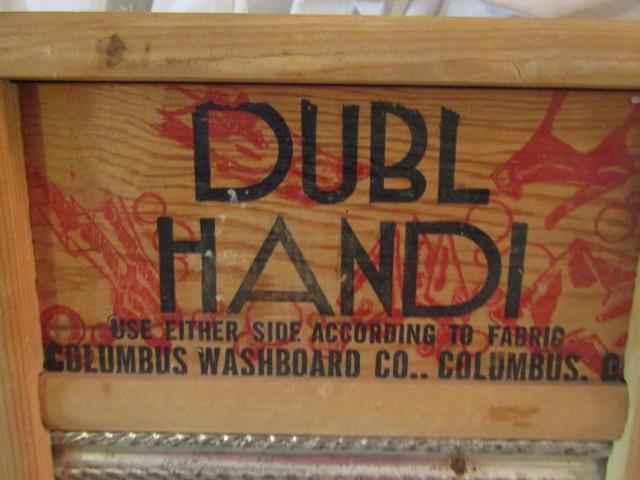 DUBL
HANDI
USE EITHER SIDE ACCORDING TO FABRIC
COLUMBUS WASHBOARD CO.. COLUMBUS. O.